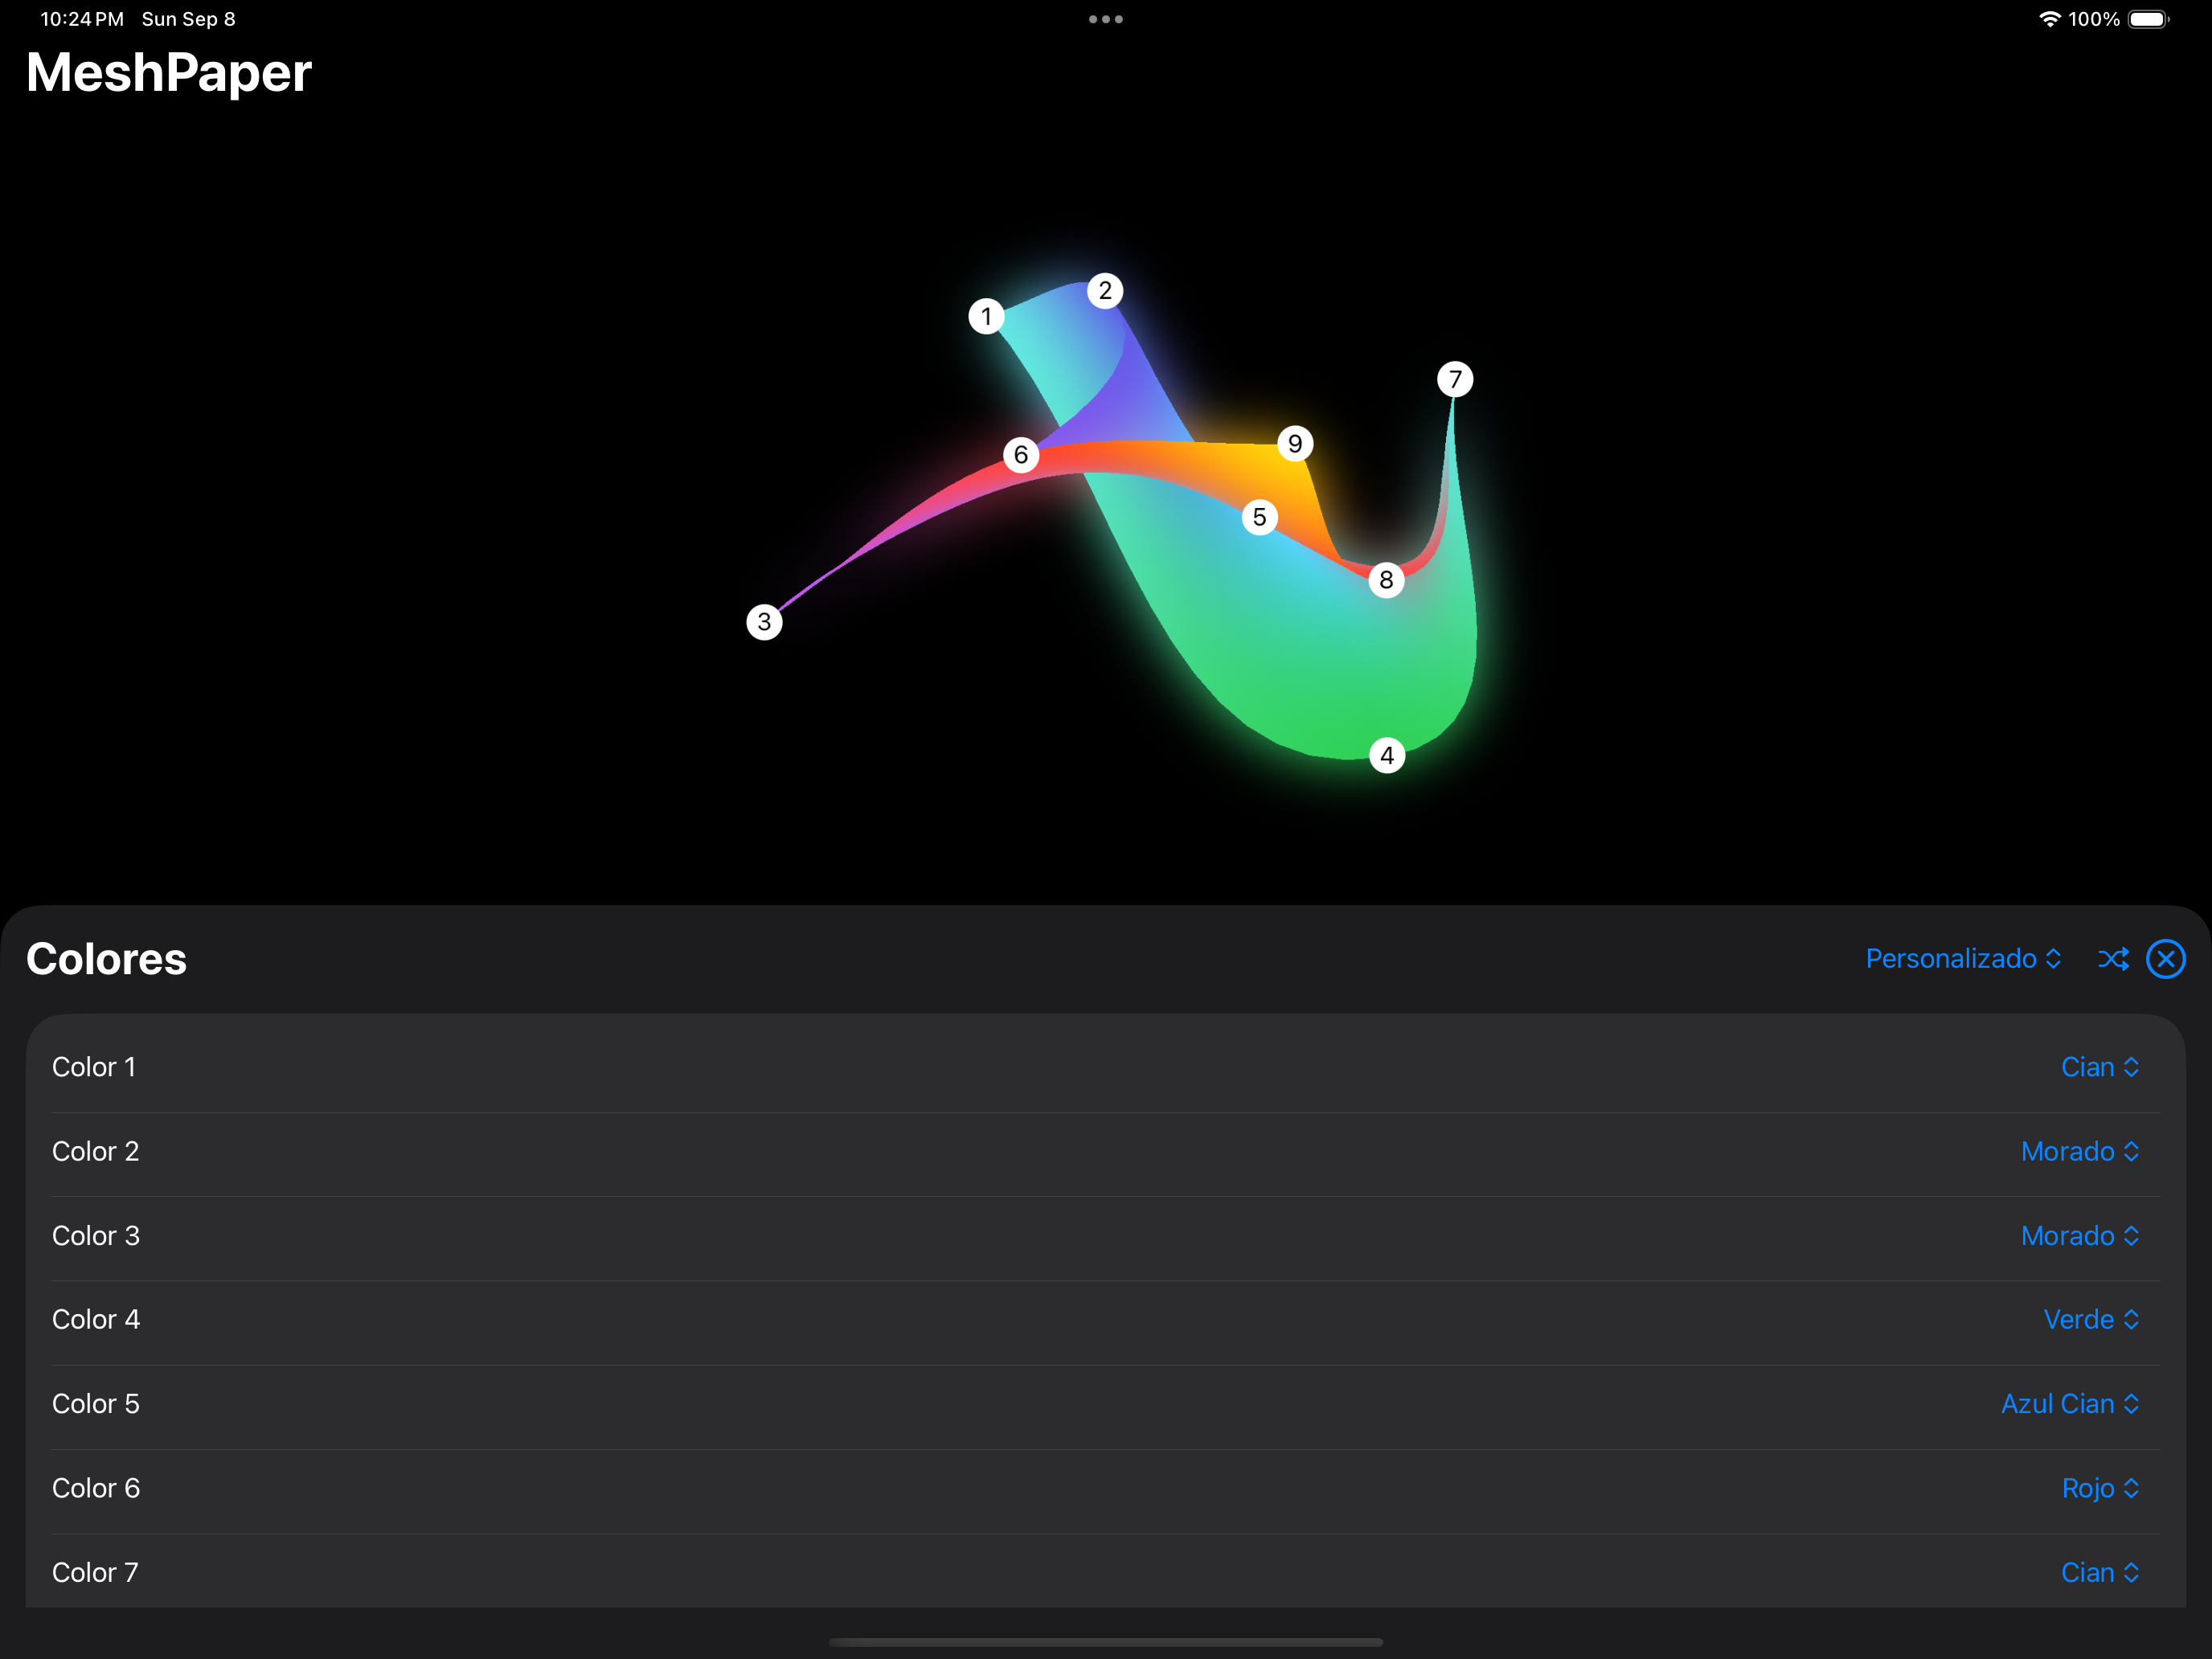 10:24 PM Sun Sep 8 100%
MeshPaper
1
2
7
9
6
5
8
3
4
Colores Personalizado
Color 1 Cian
Color 2 Morado
Color 3 Morado
Color 4 Verde
Color 5 Azul Cian
Color 6 Rojo
Color 7 Cian